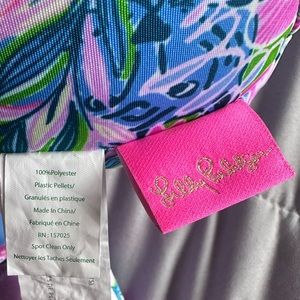 100%Polyester
Plastic Pellets/
Granulés en plastique
Made In China/
Fabriqué en Chine
RN : 157025
Spot Clean Only
Nettoyer les Taches Seulement
Lilly Pulitzer